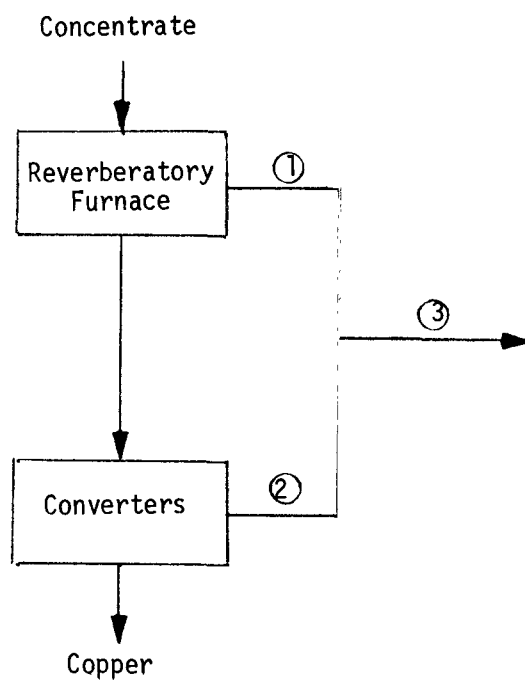 Concentrate
Reverberatory
Furnace
①
③
②
Converters
Copper